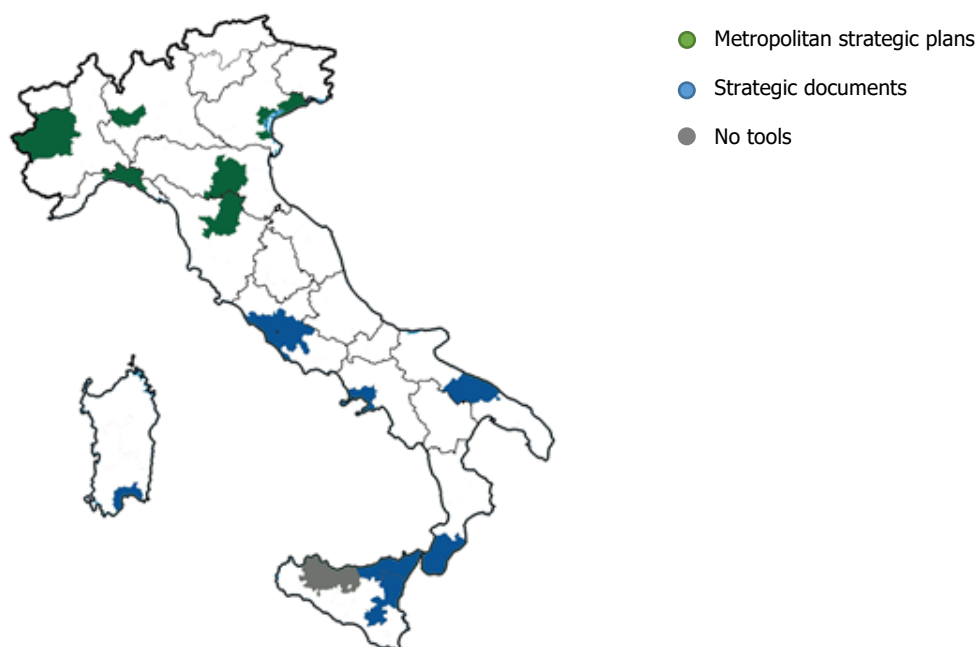 Metropolitan strategic plans
Strategic documents
No tools